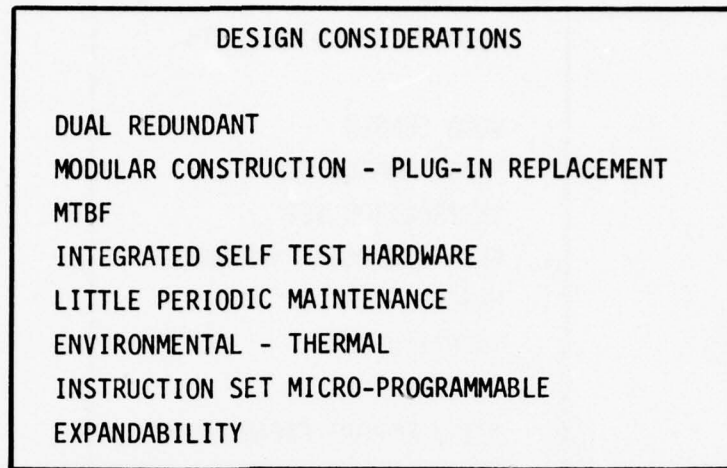 DESIGN CONSIDERATIONS
DUAL REDUNDANT
MODULAR CONSTRUCTION - PLUG-IN REPLACEMENT
MTBF
INTEGRATED SELF TEST HARDWARE
LITTLE PERIODIC MAINTENANCE
ENVIRONMENTAL - THERMAL
INSTRUCTION SET MICRO-PROGRAMMABLE
EXPANDABILITY